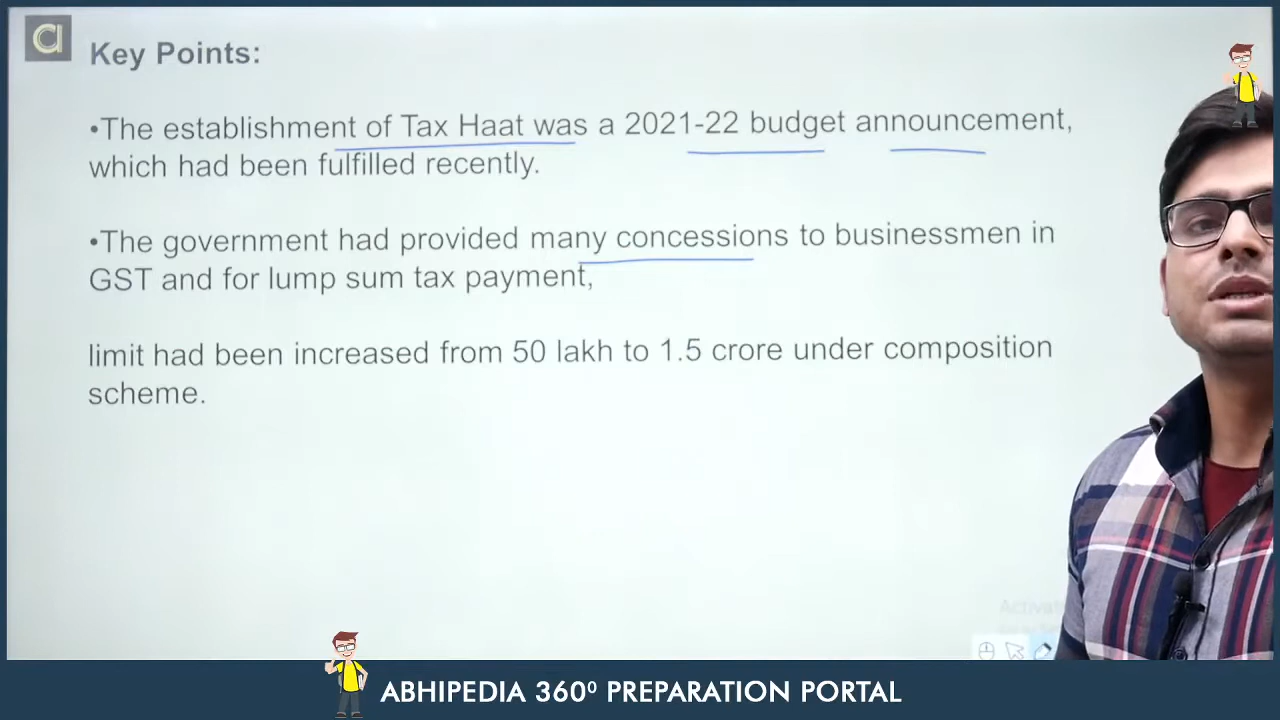 Key Points:
•The establishment of Tax Haat was a 2021-22 budget announcement,
which had been fulfilled recently.
•The government had provided many concessions to businessmen in
GST and for lump sum tax payment,
limit had been increased from 50 lakh to 1.5 crore under composition
scheme.
ABHIPEDIA 360⁰ PREPARATION PORTAL